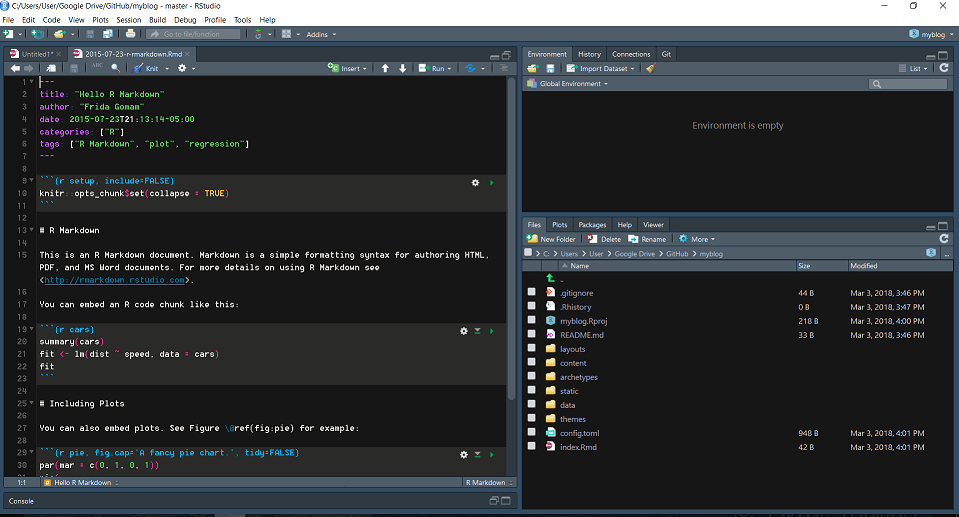 C:/Users/User/Google Drive/GitHub/myblog - master - RStudio
File Edit Code View Plots Session Build Debug Profile Tools Help
Go to file/function Addins myblog
Untitled1* 2015-07-23-r-rmarkdown.Rmd
ABC Knit Insert Run
1 ---
2 title: "Hello R Markdown"
3 author: "Frida Gomam"
4 date: 2015-07-23T21:13:14-05:00
5 categories: ["R"]
6 tags: ["R Markdown", "plot", "regression"]
7 ---
8
9 ```{r setup, include=FALSE}
10 knitr::opts_chunk$set(collapse = TRUE)
11 ```
12
13 # R Markdown
14
15 This is an R Markdown document. Markdown is a simple formatting syntax for authoring HTML,
PDF, and MS Word documents. For more details on using R Markdown see
<http://rmarkdown.rstudio.com>.
16
17 You can embed an R code chunk like this:
18
19 ```{r cars}
20 summary(cars)
21 fit <- lm(dist ~ speed, data = cars)
22 fit
23 ```
24
25 # Including Plots
26
27 You can also embed plots. See Figure \@ref(fig:pie) for example:
28
29 ```{r pie, fig.cap='A fancy pie chart.', tidy=FALSE}
30 par(mar = c(0, 1, 0, 1))
1:1 Hello R Markdown R Markdown
Console
Environment History Connections Git
Import Dataset List
Global Environment
Environment is empty
Files Plots Packages Help Viewer
New Folder Delete Rename More
C: > Users > User > Google Drive > GitHub > myblog ...
Name Size Modified
..
.gitignore 44 B Mar 3, 2018, 3:46 PM
.Rhistory 0 B Mar 3, 2018, 3:47 PM
myblog.Rproj 218 B Mar 3, 2018, 4:00 PM
README.md 33 B Mar 3, 2018, 3:46 PM
layouts
content
archetypes
static
data
themes
config.toml 948 B Mar 3, 2018, 4:01 PM
index.Rmd 42 B Mar 3, 2018, 4:01 PM